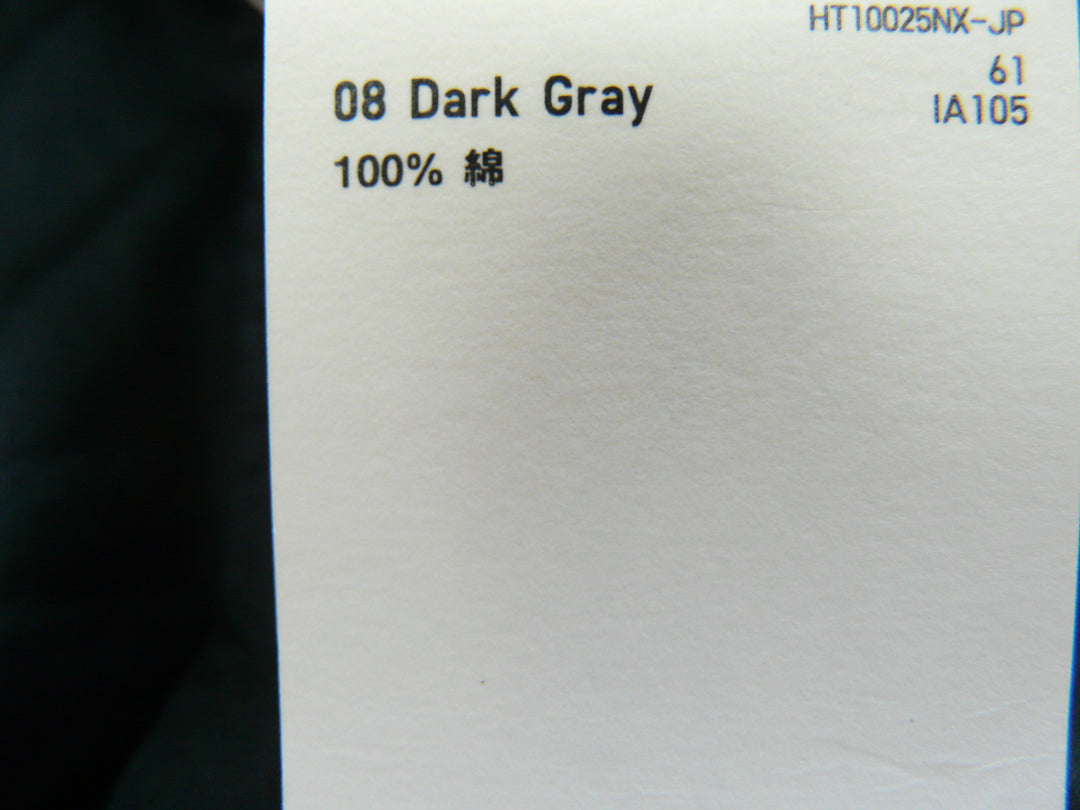 HT10025NX-JP
61
IA105
08 Dark Gray
100% 綿